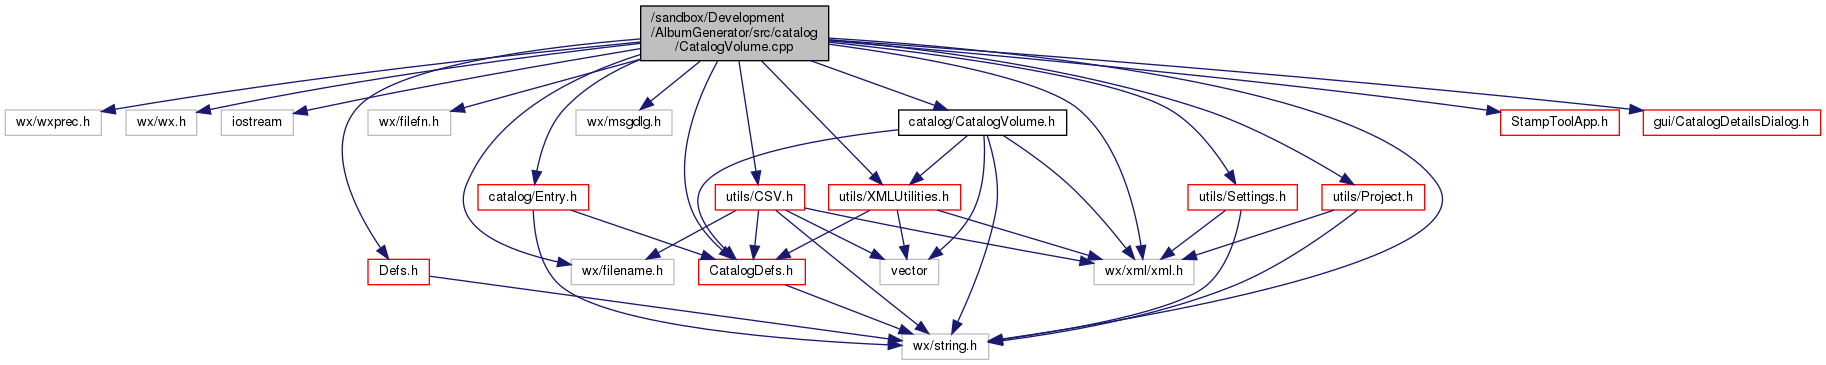 /sandbox/Development
/AlbumGenerator/src/catalog
/CatalogVolume.cpp
wx/wxprec.h
wx/wx.h
iostream
wx/filefn.h
wx/msgdlg.h
catalog/CatalogVolume.h
StampToolApp.h
gui/CatalogDetailsDialog.h
catalog/Entry.h
utils/CSV.h
utils/XMLUtilities.h
utils/Settings.h
utils/Project.h
Defs.h
wx/filename.h
CatalogDefs.h
vector
wx/xml/xml.h
wx/string.h